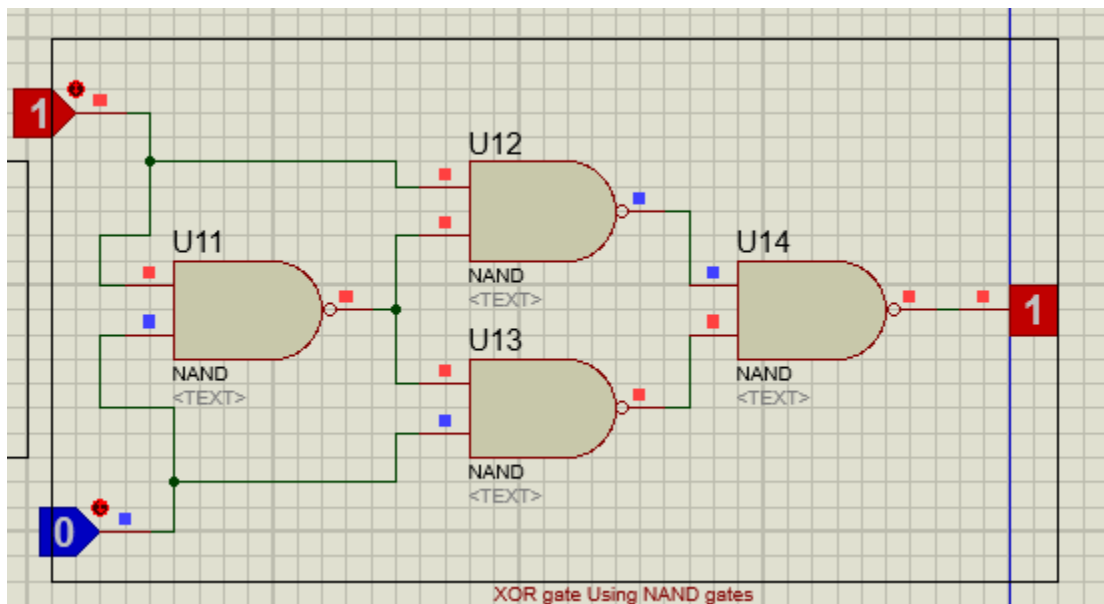 1
U12
NAND
<TEXT>
U11
NAND
<TEXT>
U14
NAND
<TEXT>
1
U13
NAND
<TEXT>
0
XOR gate Using NAND gates